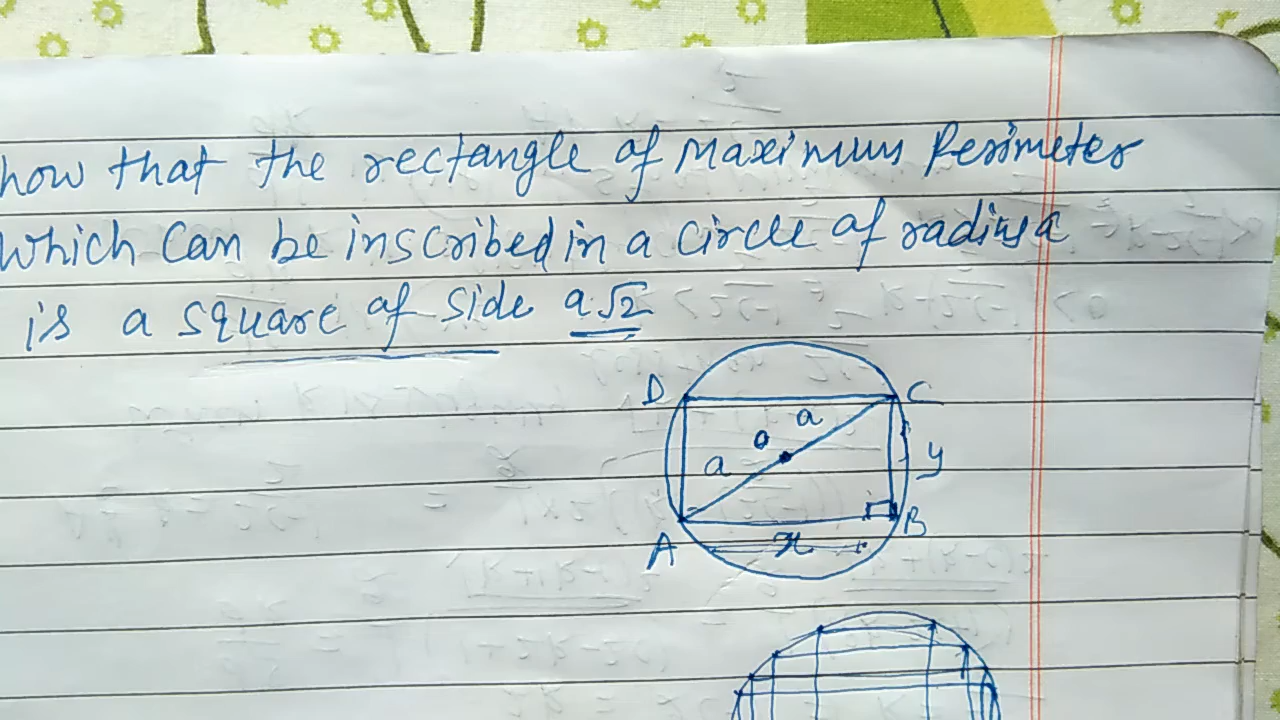 how that the rectangle of Maximum Perimeter
Which Can be inscribed in a circle of radius a
is a square of side a√2
D
C
a
o
a
y
B
A
x